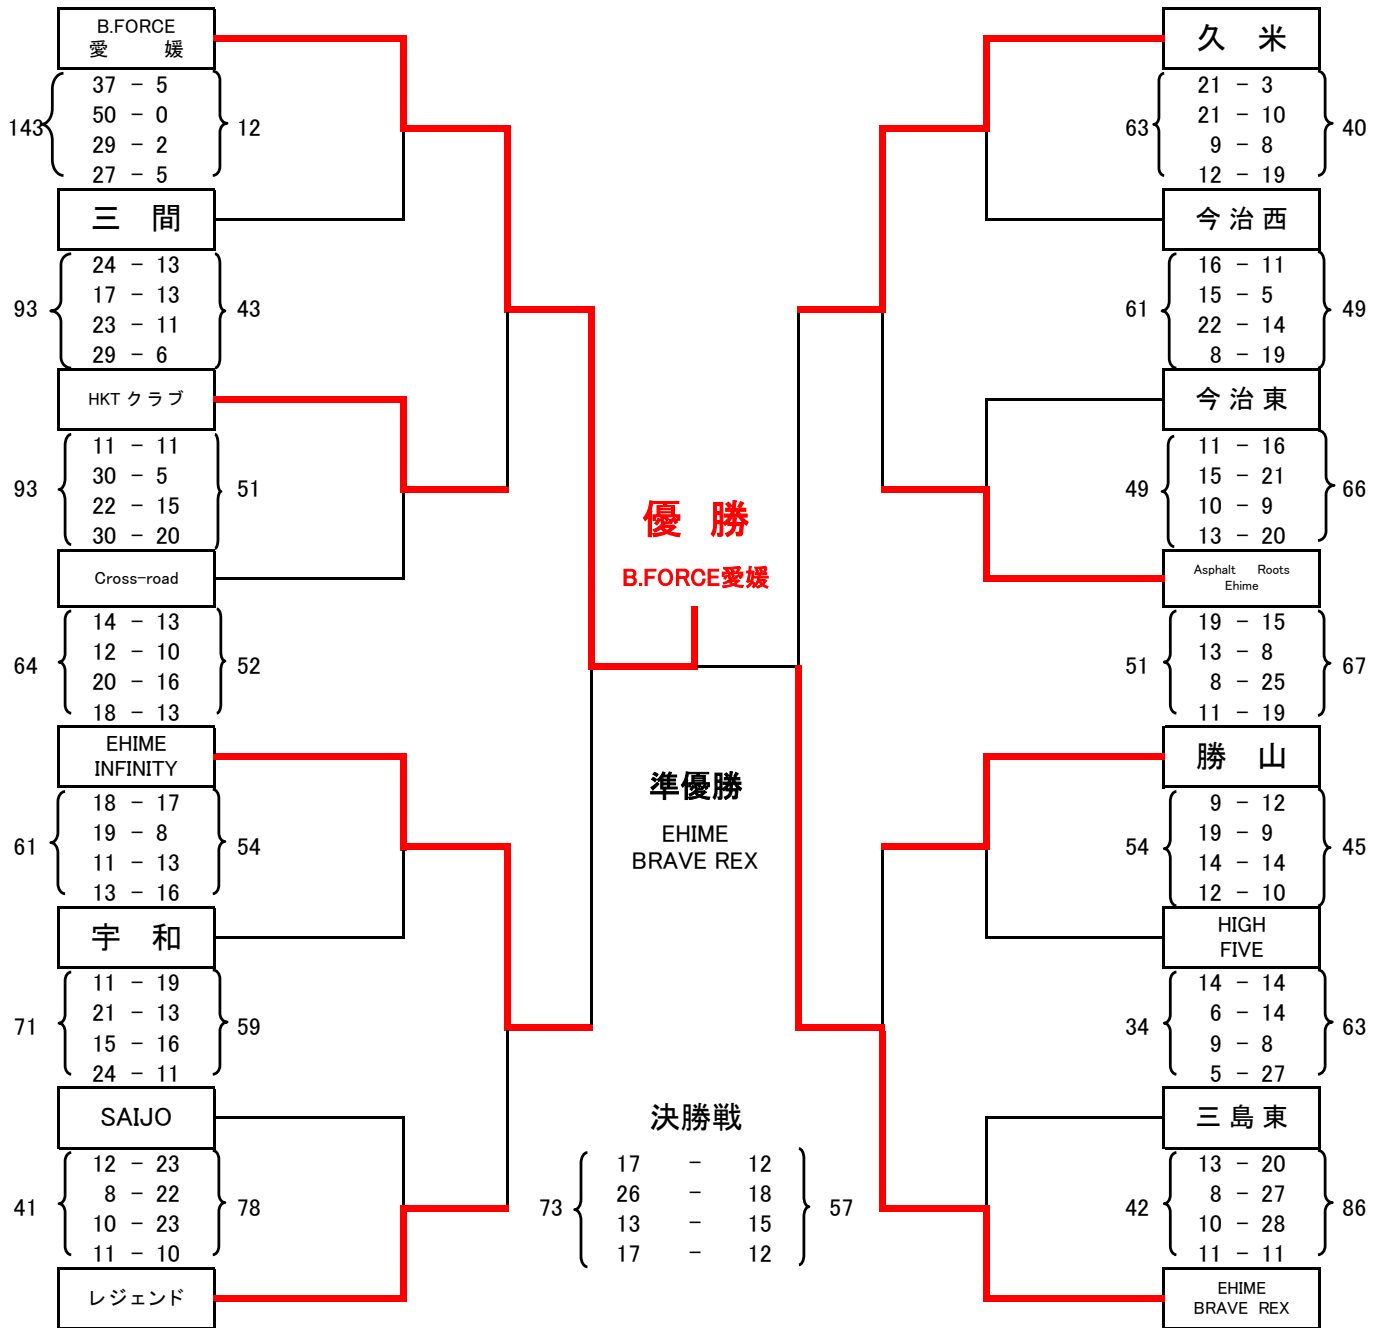 B.FORCE
愛 媛
37 - 5
50 - 0
29 - 2
27 - 5
143
12
三 間
24 - 13
17 - 13
23 - 11
29 - 6
93
43
HKT クラブ
11 - 11
30 - 5
22 - 15
30 - 20
93
51
Cross-road
14 - 13
12 - 10
20 - 16
18 - 13
64
52
EHIME
INFINITY
18 - 17
19 - 8
11 - 13
13 - 16
61
54
宇 和
11 - 19
21 - 13
15 - 16
24 - 11
71
59
SAIJO
12 - 23
8 - 22
10 - 23
11 - 10
41
78
レジェンド
優 勝
B.FORCE愛媛
準優勝
EHIME
BRAVE REX
決勝戦
17 - 12
26 - 18
13 - 15
17 - 12
73
57
久 米
21 - 3
21 - 10
9 - 8
12 - 19
63
40
今 治 西
16 - 11
15 - 5
22 - 14
8 - 19
61
49
今 治 東
11 - 16
15 - 21
10 - 9
13 - 20
49
66
Asphalt Roots
Ehime
19 - 15
13 - 8
8 - 25
11 - 19
51
67
勝 山
9 - 12
19 - 9
14 - 14
12 - 10
54
45
HIGH
FIVE
14 - 14
6 - 14
9 - 8
5 - 27
34
63
三 島 東
13 - 20
8 - 27
10 - 28
11 - 11
42
86
EHIME
BRAVE REX